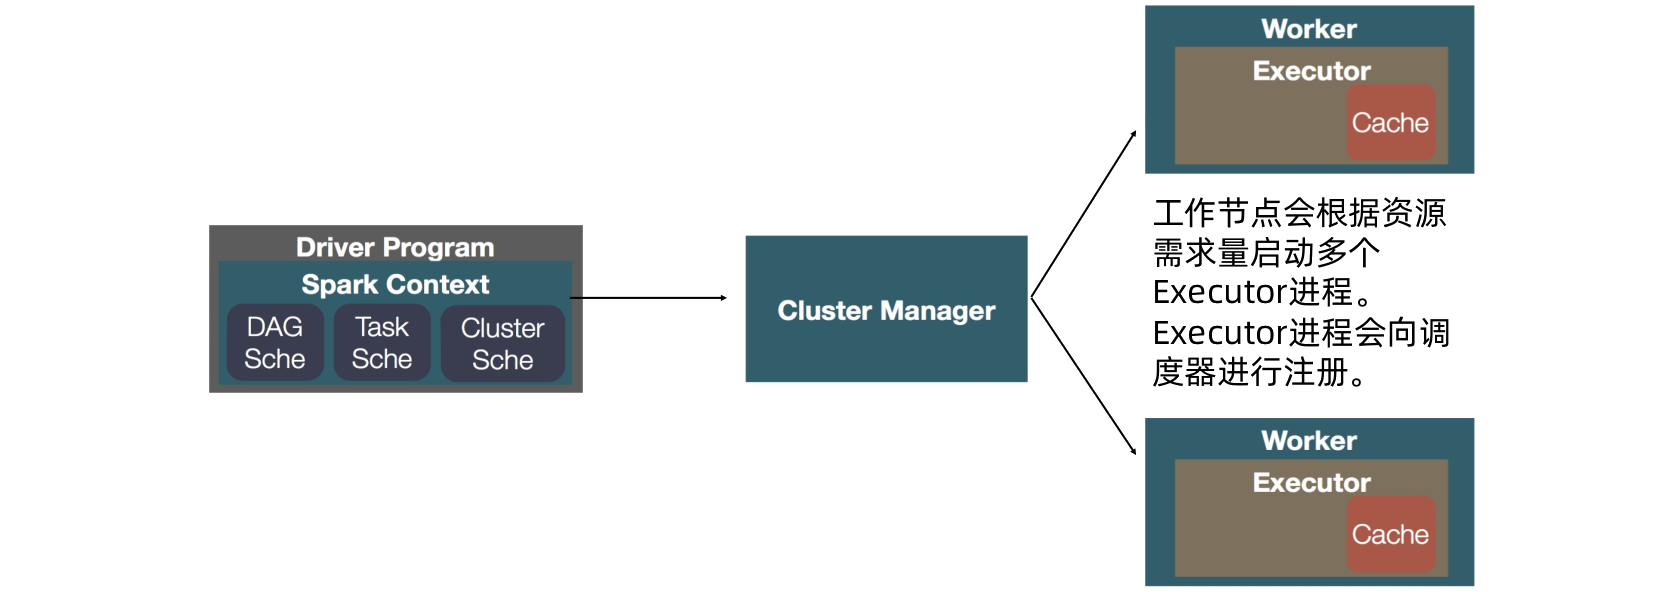 Driver Program
Spark Context
DAG
Sche
Task
Sche
Cluster
Sche
Cluster Manager
Worker
Executor
Cache
工作节点会根据资源
需求量启动多个
Executor进程。
Executor进程会向调
度器进行注册。
Worker
Executor
Cache